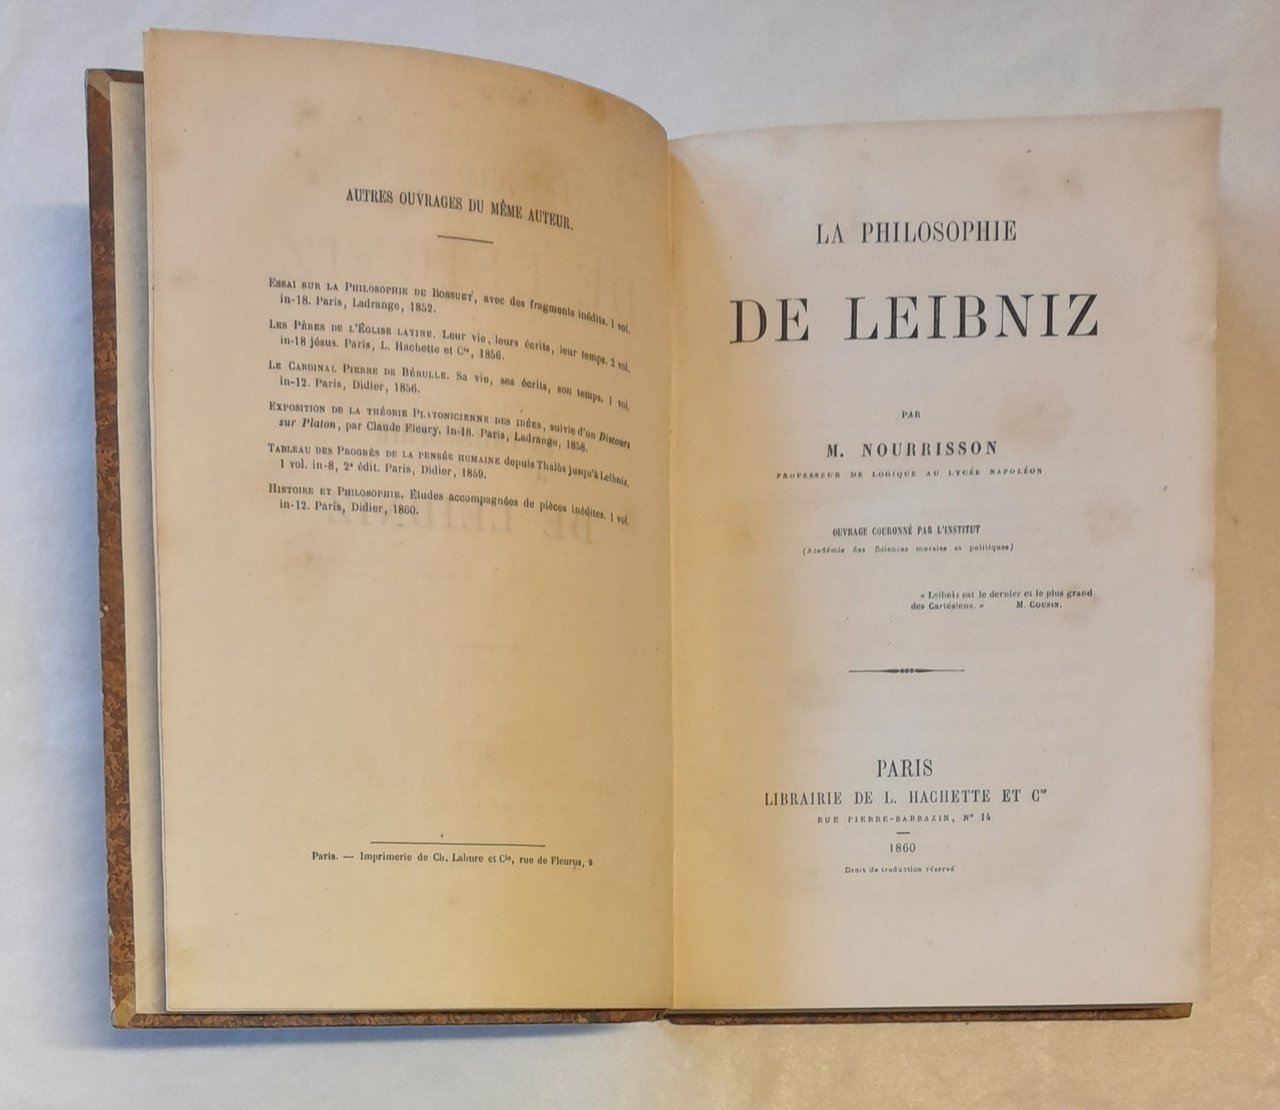 AUTRES OUVRAGES DU MÊME AUTEUR.
ESSAI SUR LA PHILOSOPHIE DE BOSSUET, avec des fragments inédits. 1 vol.
in-18. Paris, Ladrange, 1852.
LES PÈRES DE L'ÉGLISE LATINE. Leur vie, leurs écrits, leur temps. 2 vol.
in-18 jésus. Paris, L. Hachette et Cie, 1856.
LE CARDINAL PIERRE DE BÉRULLE. Sa vie, ses écrits, son temps. 1 vol.
in-12. Paris, Didier, 1856.
EXPOSITION DE LA THÉORIE PLATONICIENNE DES IDÉES, suivie d'un Discours
sur Platon, par Claude Fleury. In-18. Paris, Ladrange, 1858.
TABLEAU DES PROGRÈS DE LA PENSÉE HUMAINE depuis Thalès jusqu'à Leibniz.
1 vol. in-8, 2e édit. Paris, Didier, 1859.
HISTOIRE ET PHILOSOPHIE. Études accompagnées de pièces inédites. 1 vol.
in-12. Paris, Didier, 1860.
Paris. — Imprimerie de Ch. Lahure et Cie, rue de Fleurus, 9.
LA PHILOSOPHIE
DE LEIBNIZ
PAR
M. NOURRISSON
PROFESSEUR DE LOGIQUE AU LYCÉE NAPOLÉON
OUVRAGE COURONNÉ PAR L'INSTITUT
(Académie des Sciences morales et politiques)
« Leibniz est le dernier et le plus grand
des Cartésiens. » M. COUSIN.
PARIS
LIBRAIRIE DE L. HACHETTE ET Cie
RUE PIERRE-SARRAZIN, N° 14
1860
Droit de traduction réservé